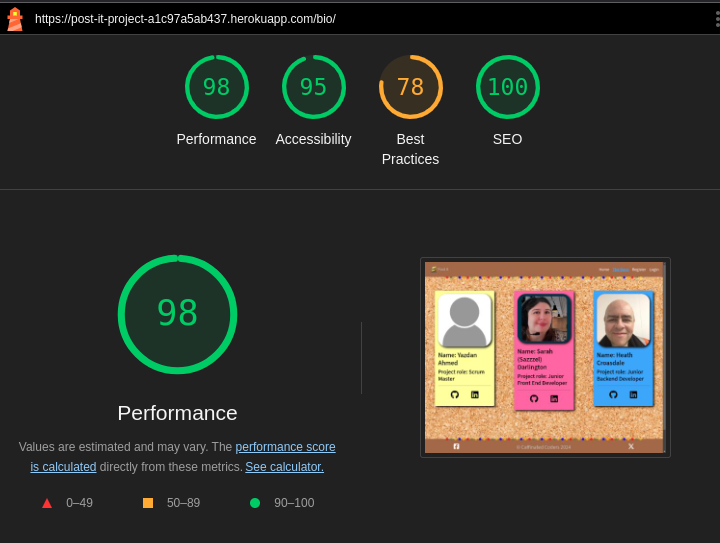 https://post-it-project-a1c97a5ab437.herokuapp.com/bio/
98
95
78
100
Performance
Accessibility
Best
Practices
SEO
98
Performance
Values are estimated and may vary. The performance score
is calculated directly from these metrics. See calculator.
0–49
50–89
90–100
Home
Register
Login
Name: Yazdan
Ahmed
Project role: Scrum
Master
Name: Sarah
(Sazztel)
Darlington
Project role: Junior
Front End Developer
Name: Heath
Croasdale
Project role: Junior
Backend Developer